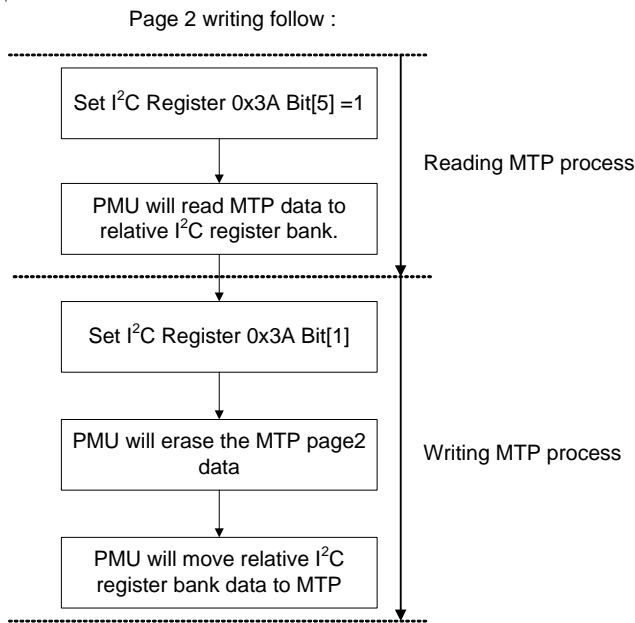 Page 2 writing follow :
Set I²C Register 0x3A Bit[5] =1
Reading MTP process
PMU will read MTP data to
relative I²C register bank.
Set I²C Register 0x3A Bit[1]
PMU will erase the MTP page2
data
Writing MTP process
PMU will move relative I²C
register bank data to MTP